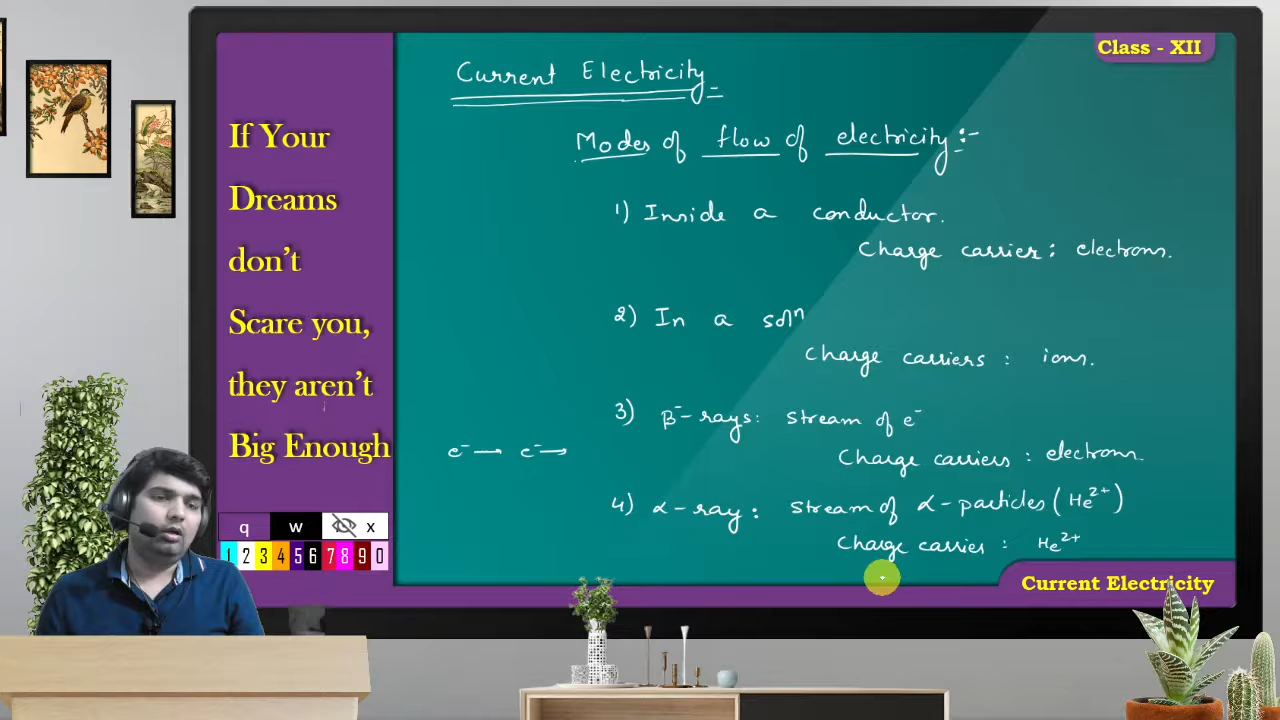 Class - XII
Current Electricity
Modes of flow of electricity :-
1) Inside a conductor.
Charge carrier : electrons.
2) In a solⁿ
Charge carriers : ions.
3) β⁻- rays : stream of e⁻
e⁻→ e⁻→
Charge carriers : electrons.
4) α-ray : stream of α-particles (He²⁺)
Charge carrier : He²⁺
If Your
Dreams
don't
Scare you,
they aren't
Big Enough
q w x
1 2 3 4 5 6 7 8 9 0
Current Electricity